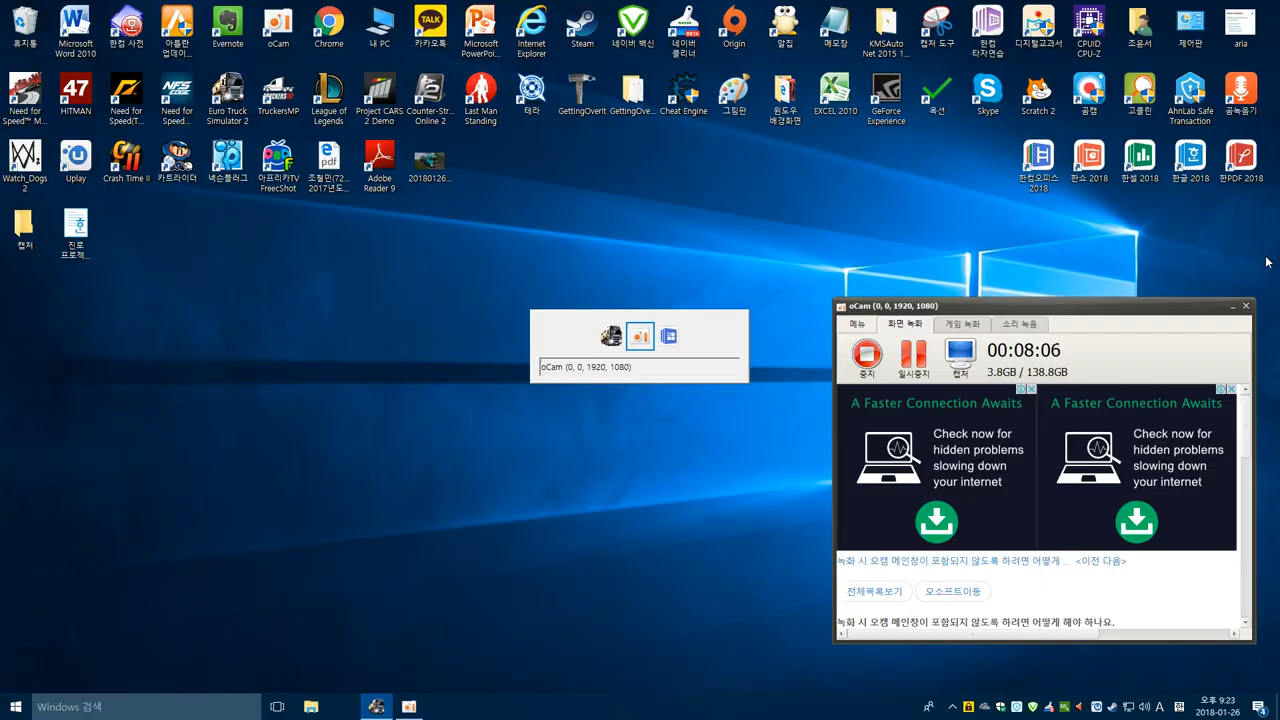 휴지통
Microsoft Word 2010
한컴 사전
아틀란 업데이...
Evernote
oCam
Chrome
내 PC
카카오톡
Microsoft PowerPoi...
Internet Explorer
Steam
네이버 백신
네이버 클리너
Origin
알집
메모장
KMSAuto Net 2015 1...
캡처 도구
한컴 타자연습
디지털교과서
CPUID CPU-Z
조윤서
제어판
arla
Need for Speed™ M...
HITMAN
Need for Speed(T...
Need for Speed...
Euro Truck Simulator 2
TruckersMP
League of Legends
Project CARS 2 Demo
Counter-Str... Online 2
Last Man Standing
테라
GettingOverIt
GettingOve...
Cheat Engine
그림판
윈도우 배경화면
EXCEL 2010
GeForce Experience
옥션
Skype
Scratch 2
곰캠
고클린
AhnLab Safe Transaction
곰녹음기
Watch_Dogs 2
Uplay
Crash Time II
카트라이더
넥슨플러그
아프리카TV FreeShot
조철민(72... 2017년도...
Adobe Reader 9
20180126...
한컴오피스 2018
한쇼 2018
한셀 2018
한글 2018
한PDF 2018
캡처
진로 프로젝...
oCam (0, 0, 1920, 1080)
oCam (0, 0, 1920, 1080)
메뉴
화면 녹화
게임 녹화
소리 녹음
중지
일시중지
캡처
00:08:06
3.8GB / 138.8GB
A Faster Connection Awaits
Check now for
hidden problems
slowing down
your internet
A Faster Connection Awaits
Check now for
hidden problems
slowing down
your internet
녹화 시 오캠 메인창이 포함되지 않도록 하려면 어떻게 ... <이전 다음>
전체목록보기
오소프트이동
녹화 시 오캠 메인창이 포함되지 않도록 하려면 어떻게 해야 하나요.
Windows 검색
오후 9:23
2018-01-26